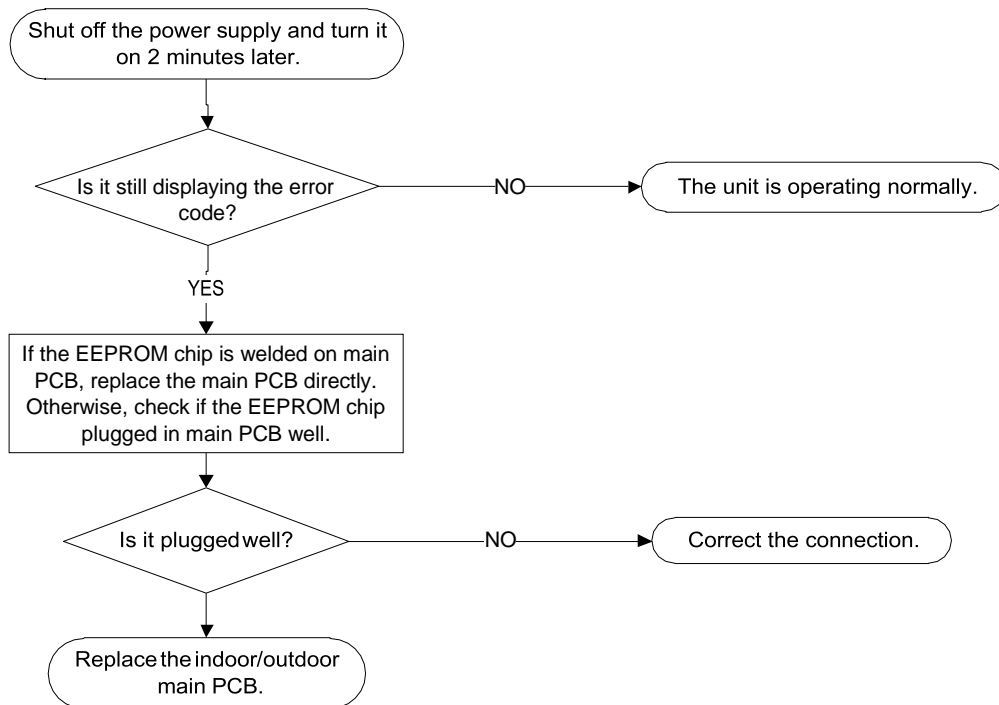 Shut off the power supply and turn it
on 2 minutes later.
Is it still displaying the error
code?
NO
The unit is operating normally.
YES
If the EEPROM chip is welded on main
PCB, replace the main PCB directly.
Otherwise, check if the EEPROM chip
plugged in main PCB well.
Is it plugged well?
NO
Correct the connection.
Replace the indoor/outdoor
main PCB.